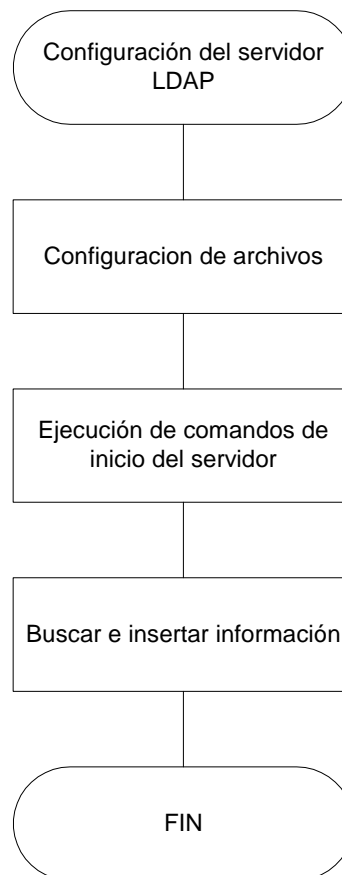 Configuración del servidor
LDAP
Configuracion de archivos
Ejecución de comandos de
inicio del servidor
Buscar e insertar información
FIN